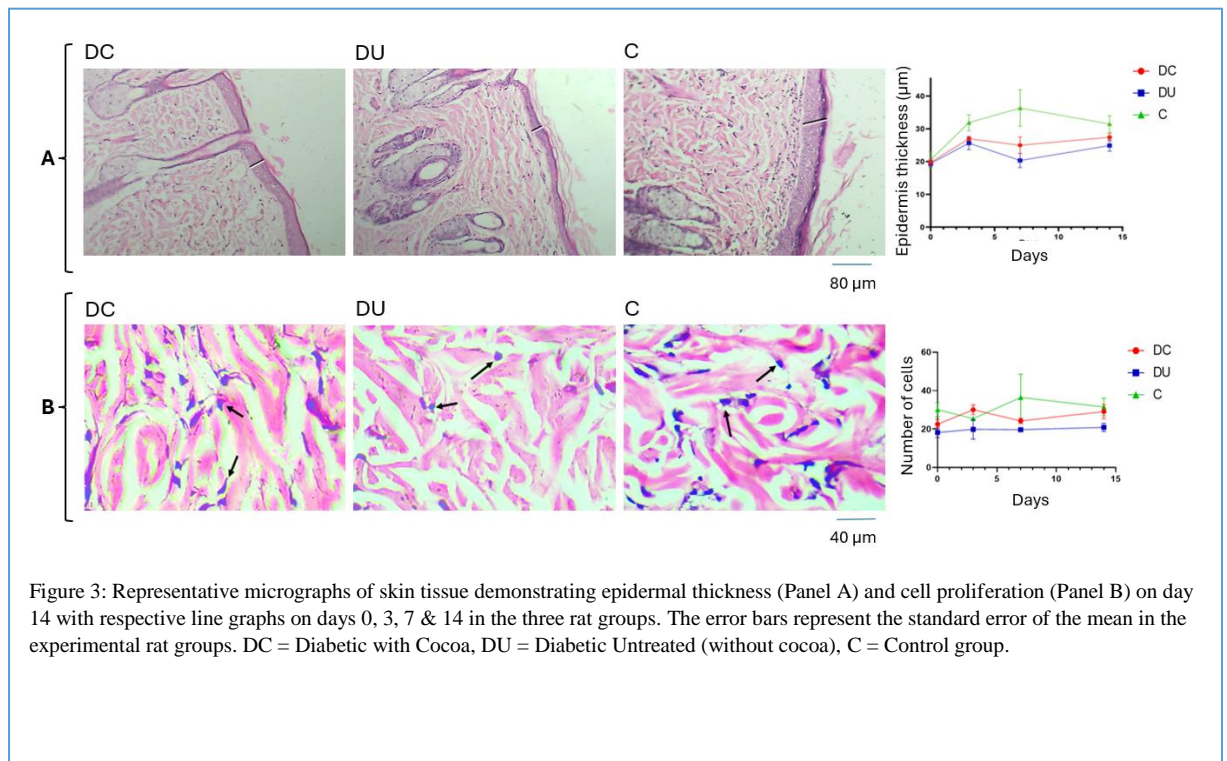 A
DC
DU
C
Epidermis thickness (µm)
40
30
20
10
0
0 5 10 15
Days
DC
DU
C
80 µm
B
DC
DU
C
Number of cells
60
40
20
0
0 5 10 15
Days
DC
DU
C
40 µm
Figure 3: Representative micrographs of skin tissue demonstrating epidermal thickness (Panel A) and cell proliferation (Panel B) on day
14 with respective line graphs on days 0, 3, 7 & 14 in the three rat groups. The error bars represent the standard error of the mean in the
experimental rat groups. DC = Diabetic with Cocoa, DU = Diabetic Untreated (without cocoa), C = Control group.